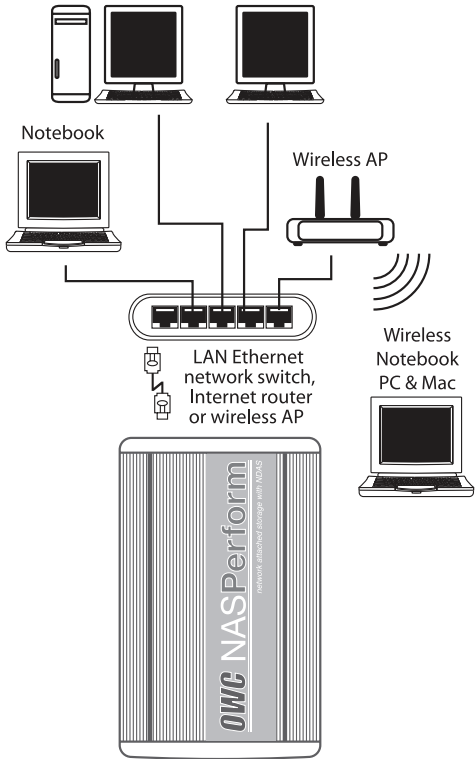 Notebook
Wireless AP
LAN Ethernet
network switch,
Internet router
or wireless AP
Wireless
Notebook
PC & Mac
OWC NASPerform
network attached storage with NDAS